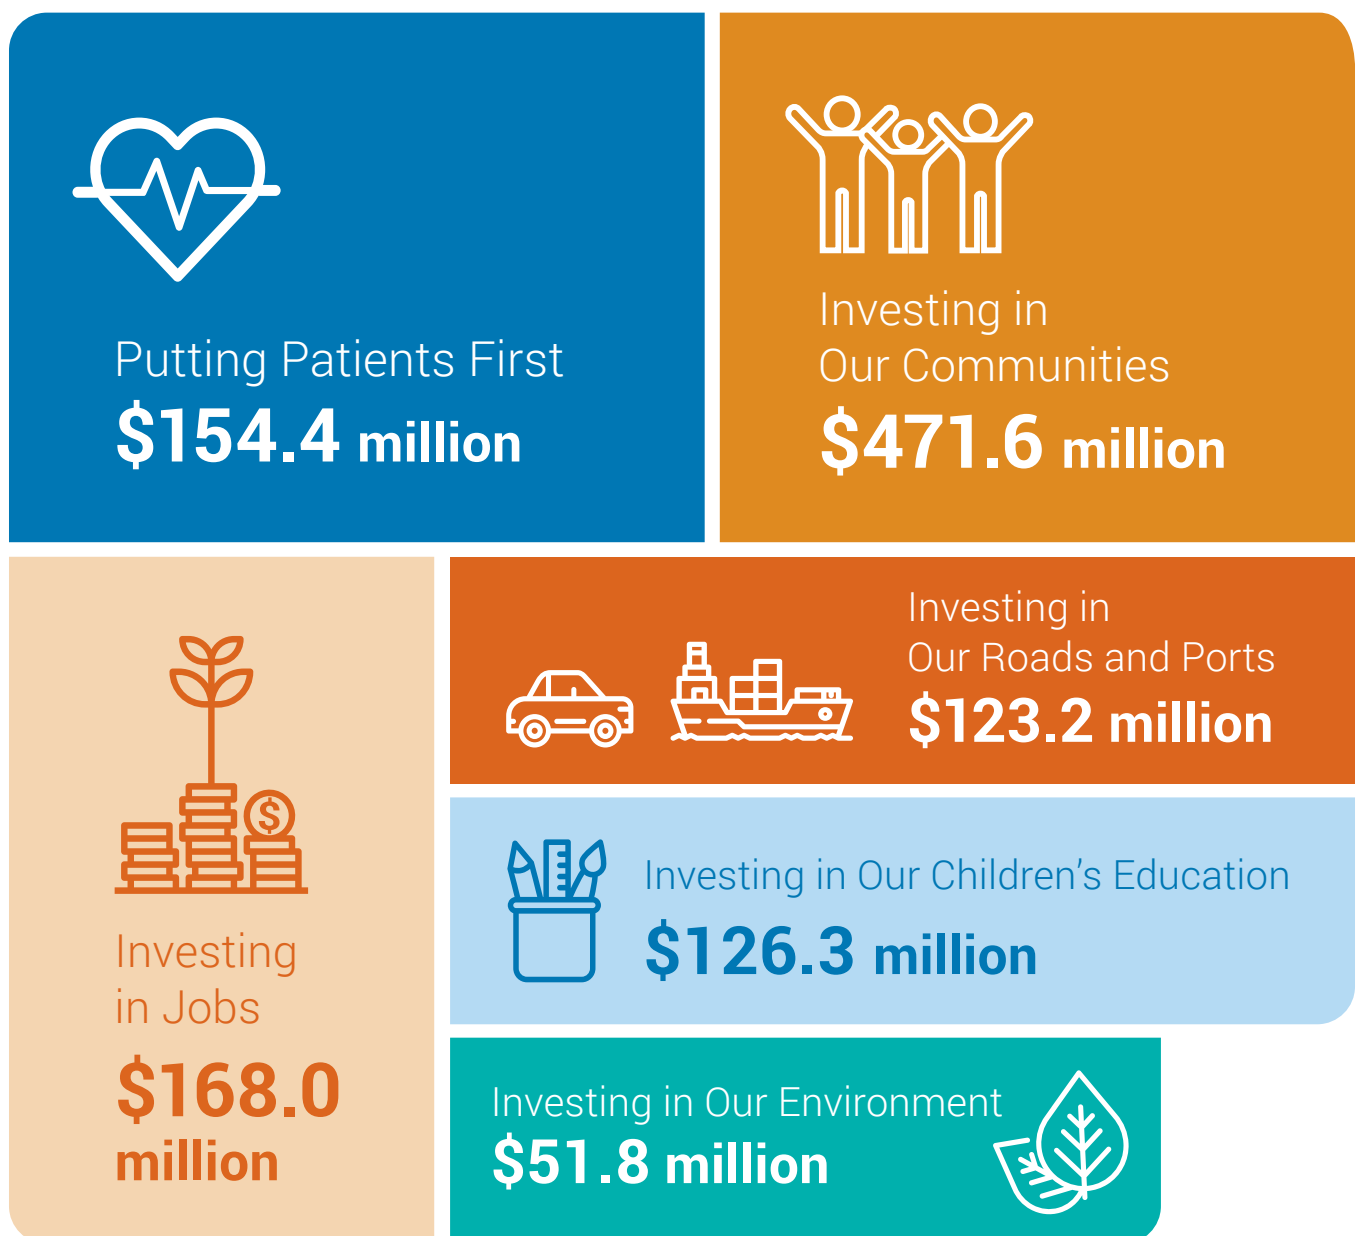 Putting Patients First
$154.4 million
Investing in
Our Communities
$471.6 million
Investing
in Jobs
$168.0
million
Investing in
Our Roads and Ports
$123.2 million
Investing in Our Children's Education
$126.3 million
Investing in Our Environment
$51.8 million